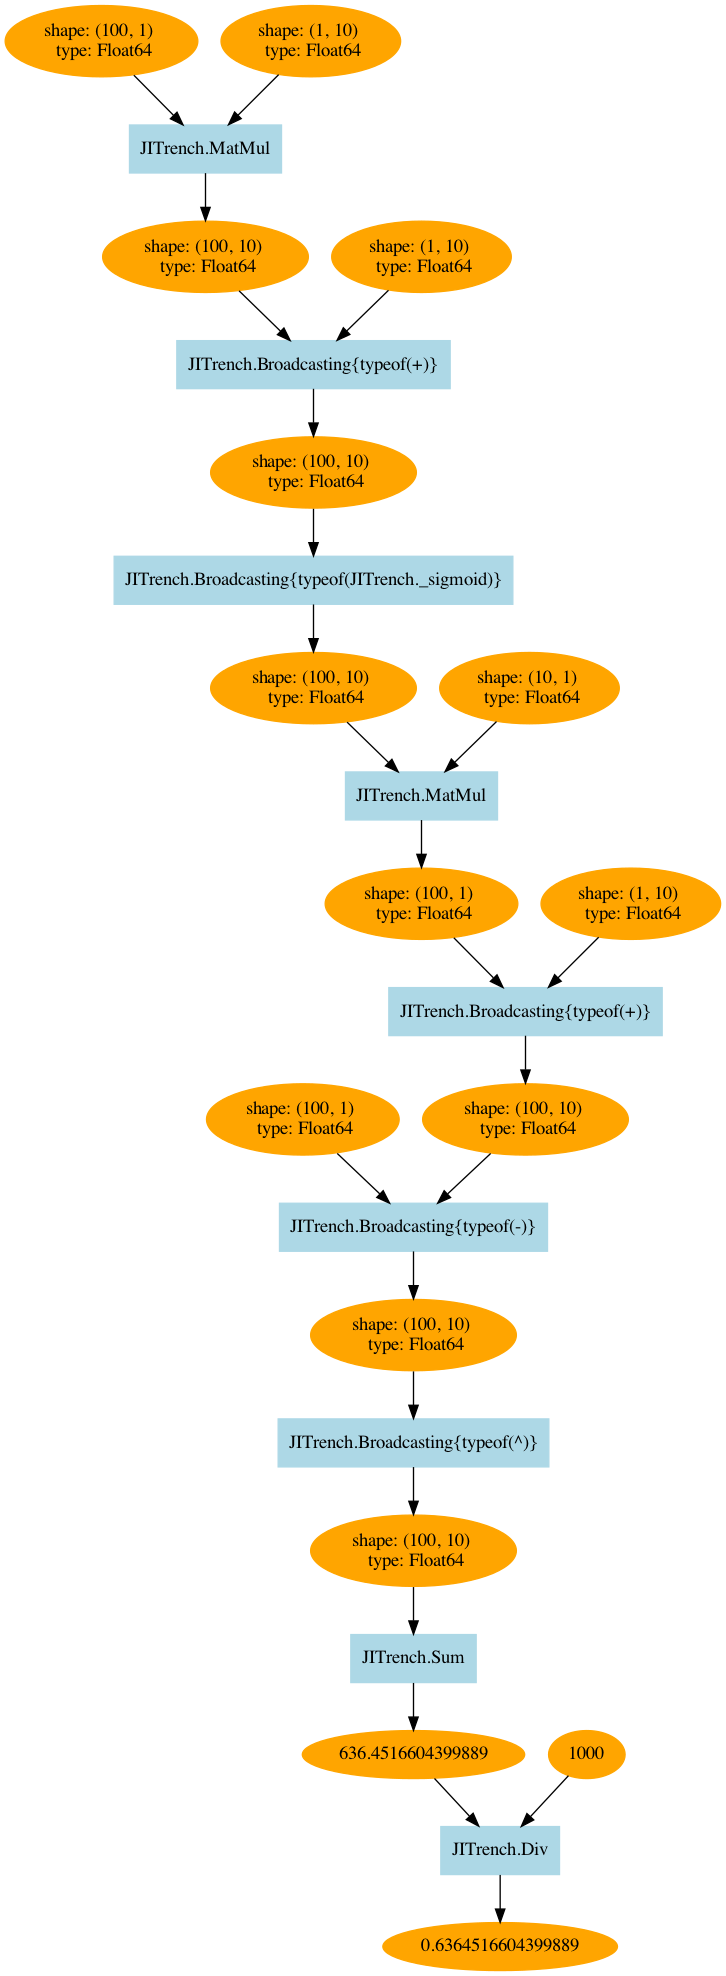 shape: (100, 1)
type: Float64
shape: (1, 10)
type: Float64
JITrench.MatMul
shape: (100, 10)
type: Float64
shape: (1, 10)
type: Float64
JITrench.Broadcasting{typeof(+)}
shape: (100, 10)
type: Float64
JITrench.Broadcasting{typeof(JITrench._sigmoid)}
shape: (100, 10)
type: Float64
shape: (10, 1)
type: Float64
JITrench.MatMul
shape: (100, 1)
type: Float64
shape: (1, 10)
type: Float64
JITrench.Broadcasting{typeof(+)}
shape: (100, 1)
type: Float64
shape: (100, 10)
type: Float64
JITrench.Broadcasting{typeof(-)}
shape: (100, 10)
type: Float64
JITrench.Broadcasting{typeof(^)}
shape: (100, 10)
type: Float64
JITrench.Sum
636.4516604399889
1000
JITrench.Div
0.6364516604399889